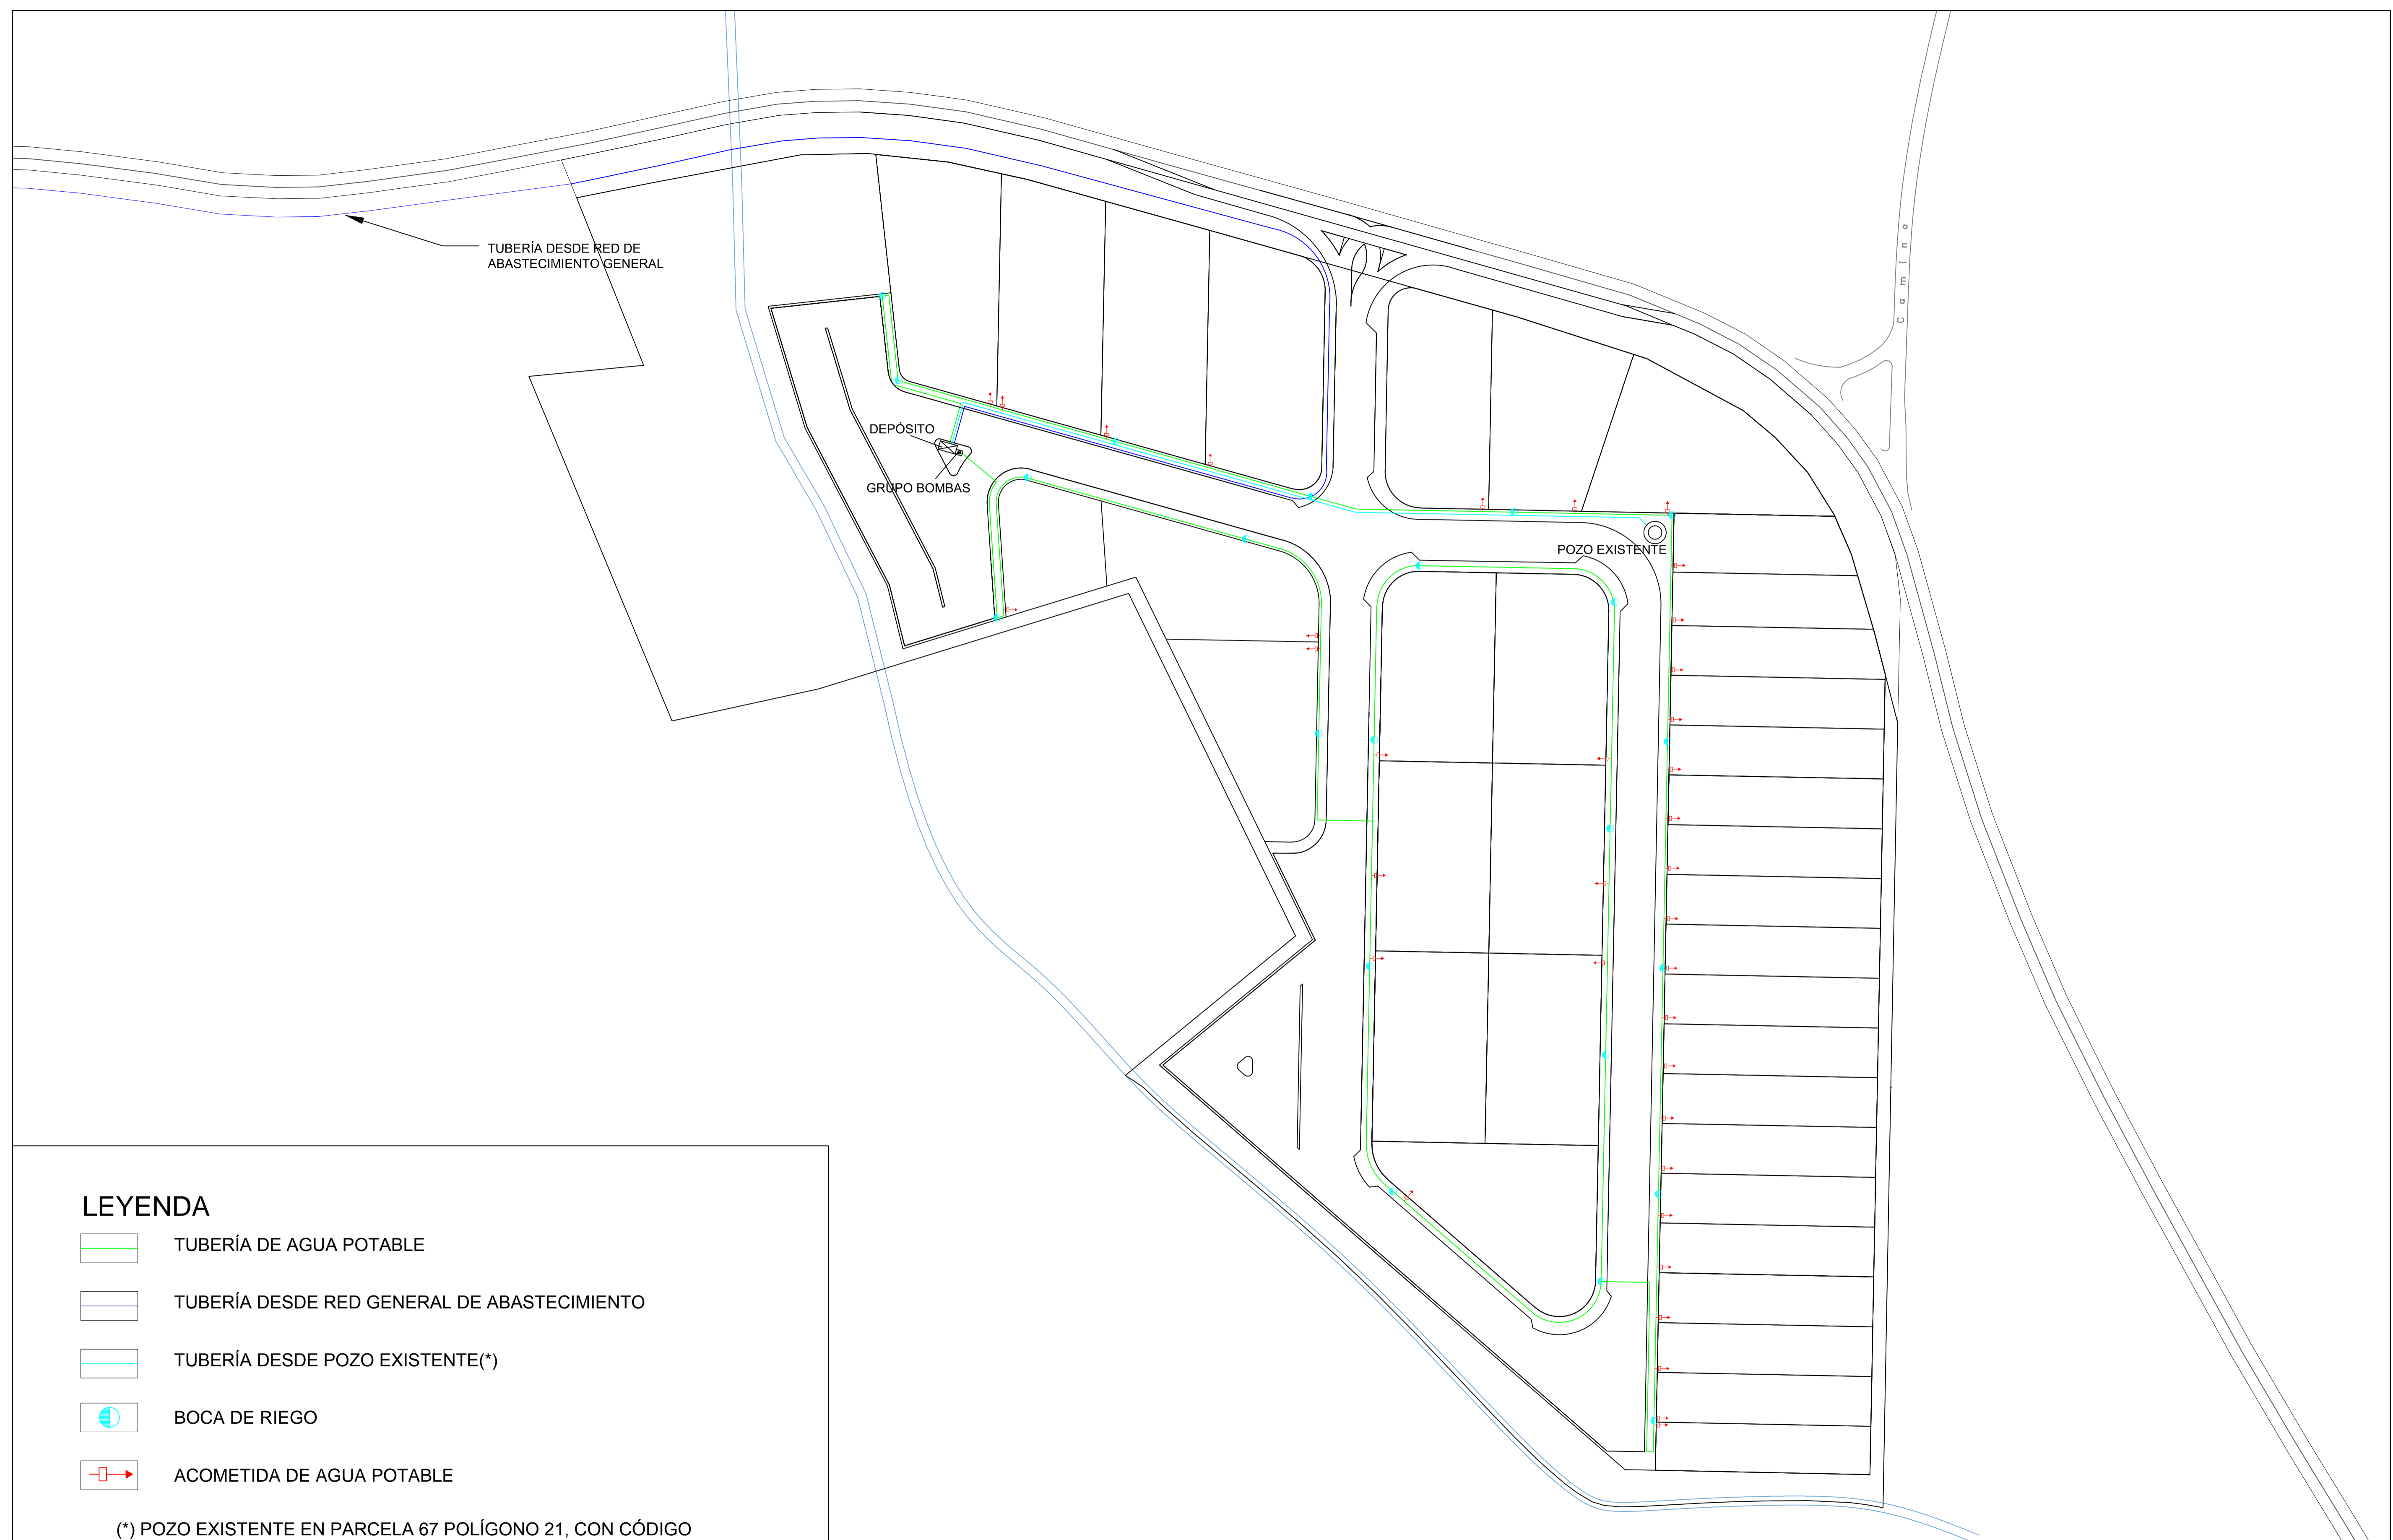 Camino
TUBERÍA DESDE RED DE
ABASTECIMIENTO GENERAL
DEPÓSITO
GRUPO BOMBAS
POZO EXISTENTE
LEYENDA
TUBERÍA DE AGUA POTABLE
TUBERÍA DESDE RED GENERAL DE ABASTECIMIENTO
TUBERÍA DESDE POZO EXISTENTE(*)
BOCA DE RIEGO
ACOMETIDA DE AGUA POTABLE
(*) POZO EXISTENTE EN PARCELA 67 POLÍGONO 21, CON CÓDIGO